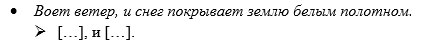 • Воет ветер, и снег покрывает землю белым полотном.
➢ […], и […].